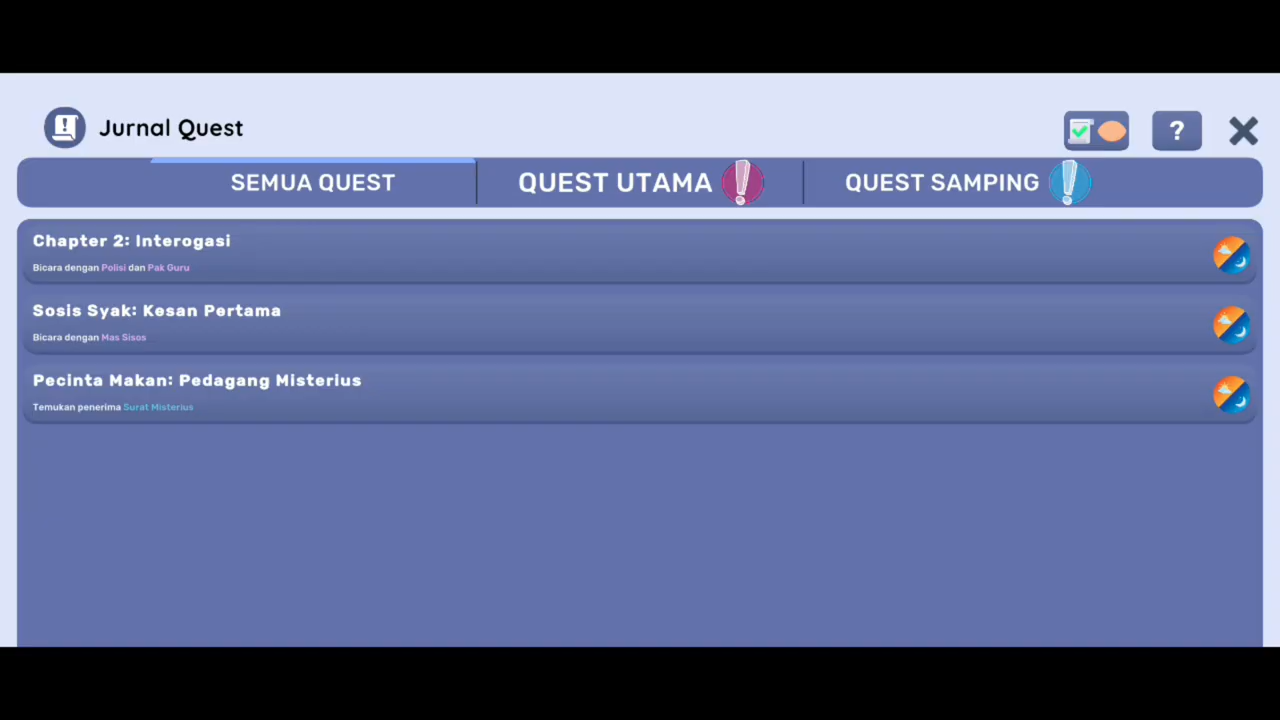 Jurnal Quest
?
SEMUA QUEST
QUEST UTAMA
QUEST SAMPING
Chapter 2: Interogasi
Bicara dengan Polisi dan Pak Guru
Sosis Syak: Kesan Pertama
Bicara dengan Mas Sisos
Pecinta Makan: Pedagang Misterius
Temukan penerima Surat Misterius